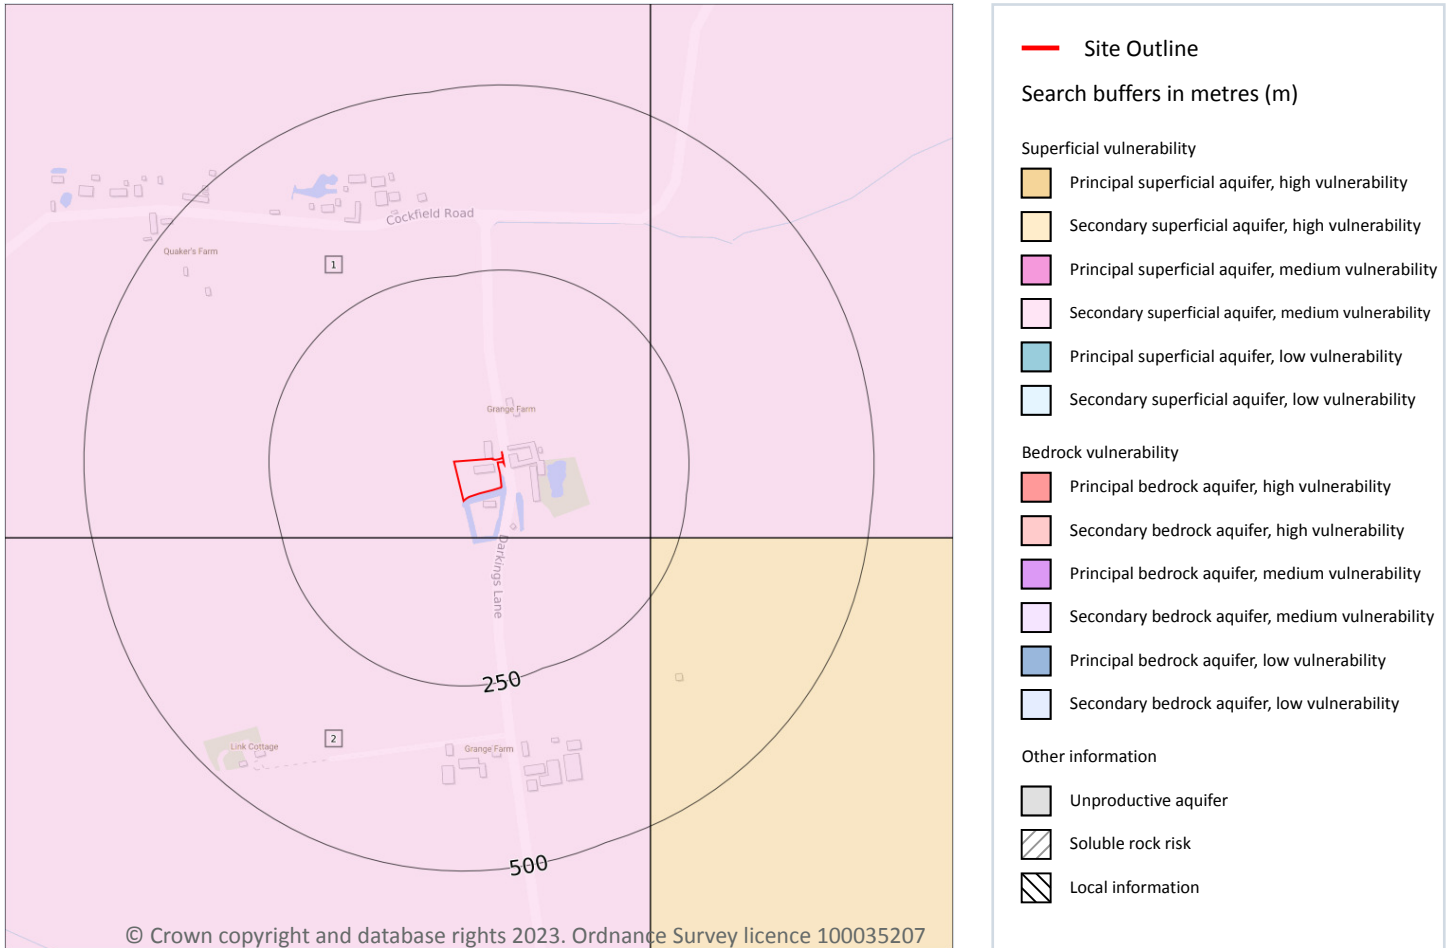 Cockfield Road
Quaker's Farm
1
Grange Farm
Darkings Lane
250
Link Cottage
2
Grange Farm
500
© Crown copyright and database rights 2023. Ordnance Survey licence 100035207
Site Outline
Search buffers in metres (m)
Superficial vulnerability
Principal superficial aquifer, high vulnerability
Secondary superficial aquifer, high vulnerability
Principal superficial aquifer, medium vulnerability
Secondary superficial aquifer, medium vulnerability
Principal superficial aquifer, low vulnerability
Secondary superficial aquifer, low vulnerability
Bedrock vulnerability
Principal bedrock aquifer, high vulnerability
Secondary bedrock aquifer, high vulnerability
Principal bedrock aquifer, medium vulnerability
Secondary bedrock aquifer, medium vulnerability
Principal bedrock aquifer, low vulnerability
Secondary bedrock aquifer, low vulnerability
Other information
Unproductive aquifer
Soluble rock risk
Local information